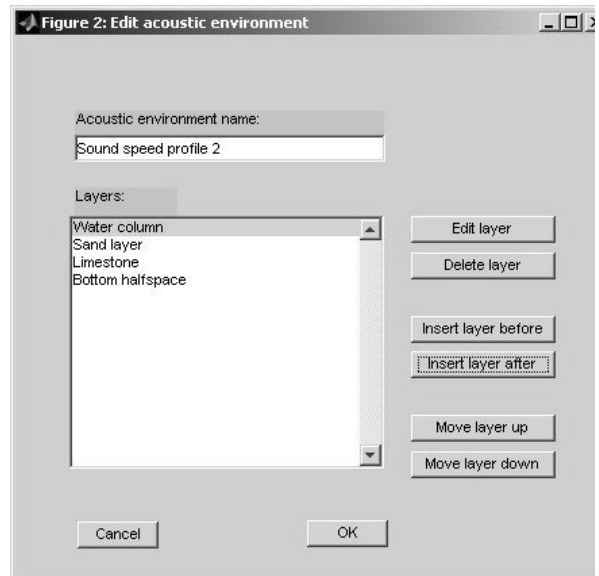 Figure 2: Edit acoustic environment
Acoustic environment name:
Sound speed profile 2
Layers:
Water column
Sand layer
Limestone
Bottom halfspace
Edit layer
Delete layer
Insert layer before
Insert layer after
Move layer up
Move layer down
Cancel
OK